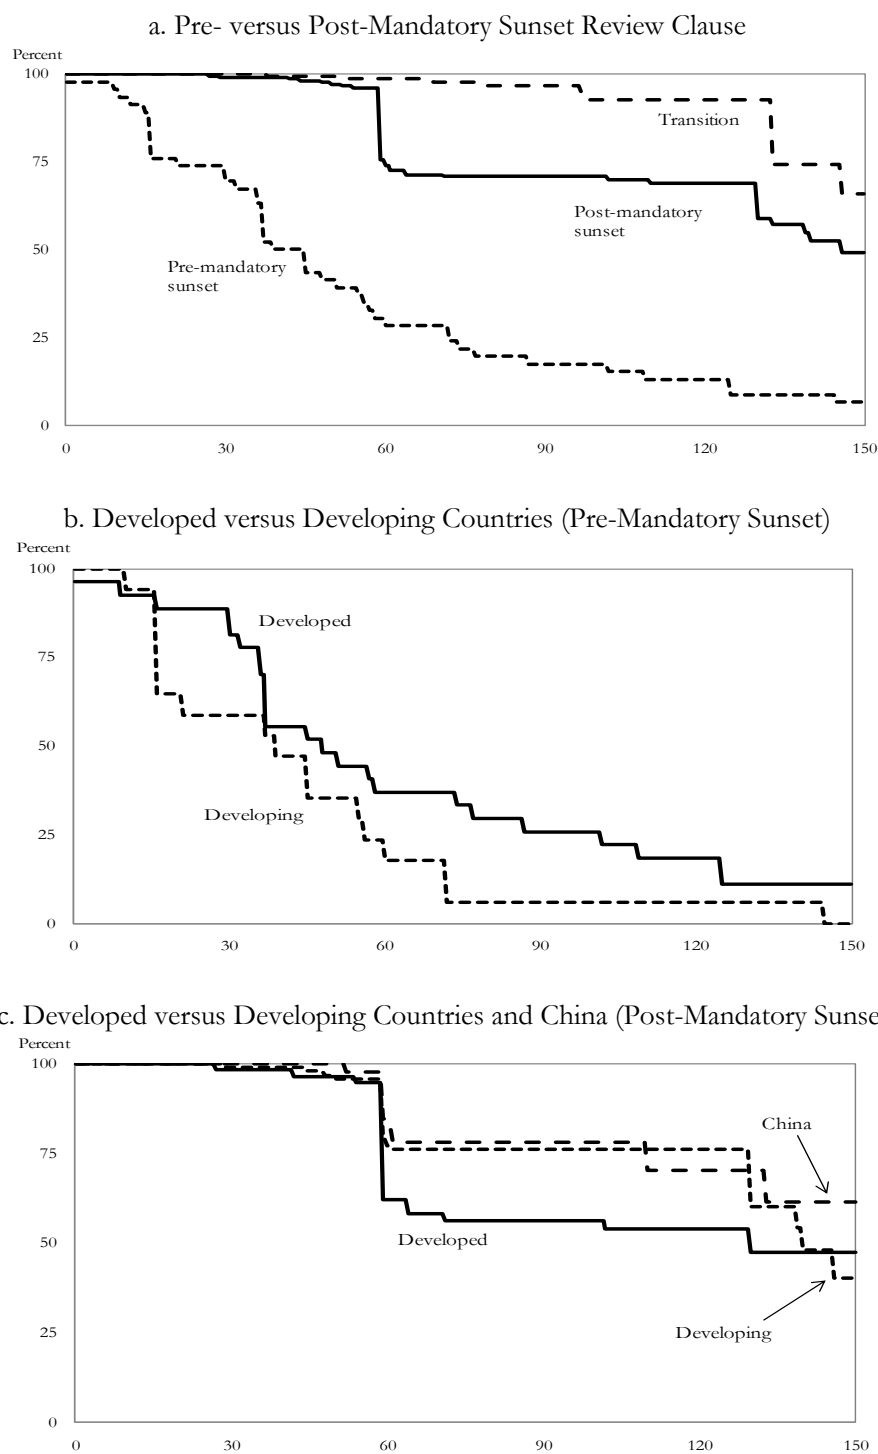 a. Pre- versus Post-Mandatory Sunset Review Clause
Percent
100
75
50
25
0
Transition
Post-mandatory
sunset
Pre-mandatory
sunset
0 30 60 90 120 150
b. Developed versus Developing Countries (Pre-Mandatory Sunset)
Percent
100
75
50
25
0
Developed
Developing
0 30 60 90 120 150
c. Developed versus Developing Countries and China (Post-Mandatory Sunse
Percent
100
75
50
25
0
China
Developed
Developing
0 30 60 90 120 150